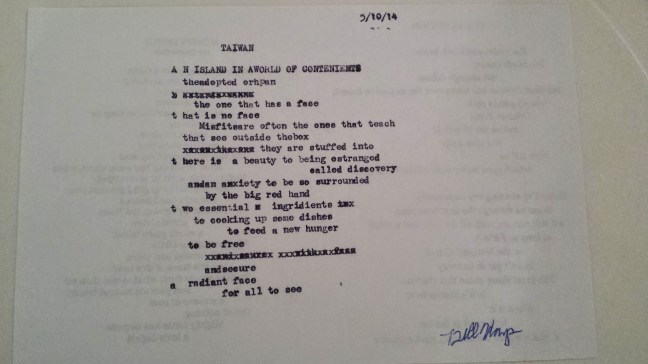 5/10/14
TAIWAN
A N ISLAND IN AWORLD OF CONTENIENTS
theadopted orhpan
b
the one that has a face
t hat is no face
Misfitsare often the ones that teach
that see outside thebox
they are stuffed into
t here is a beauty to being estranged
called discovery
andan anxiety to be so surrounded
by the big red hand
t wo essential ingridients
to cooking up some dishes
to feed a new hunger
to be free
andsecure
a radiant face
for all to see